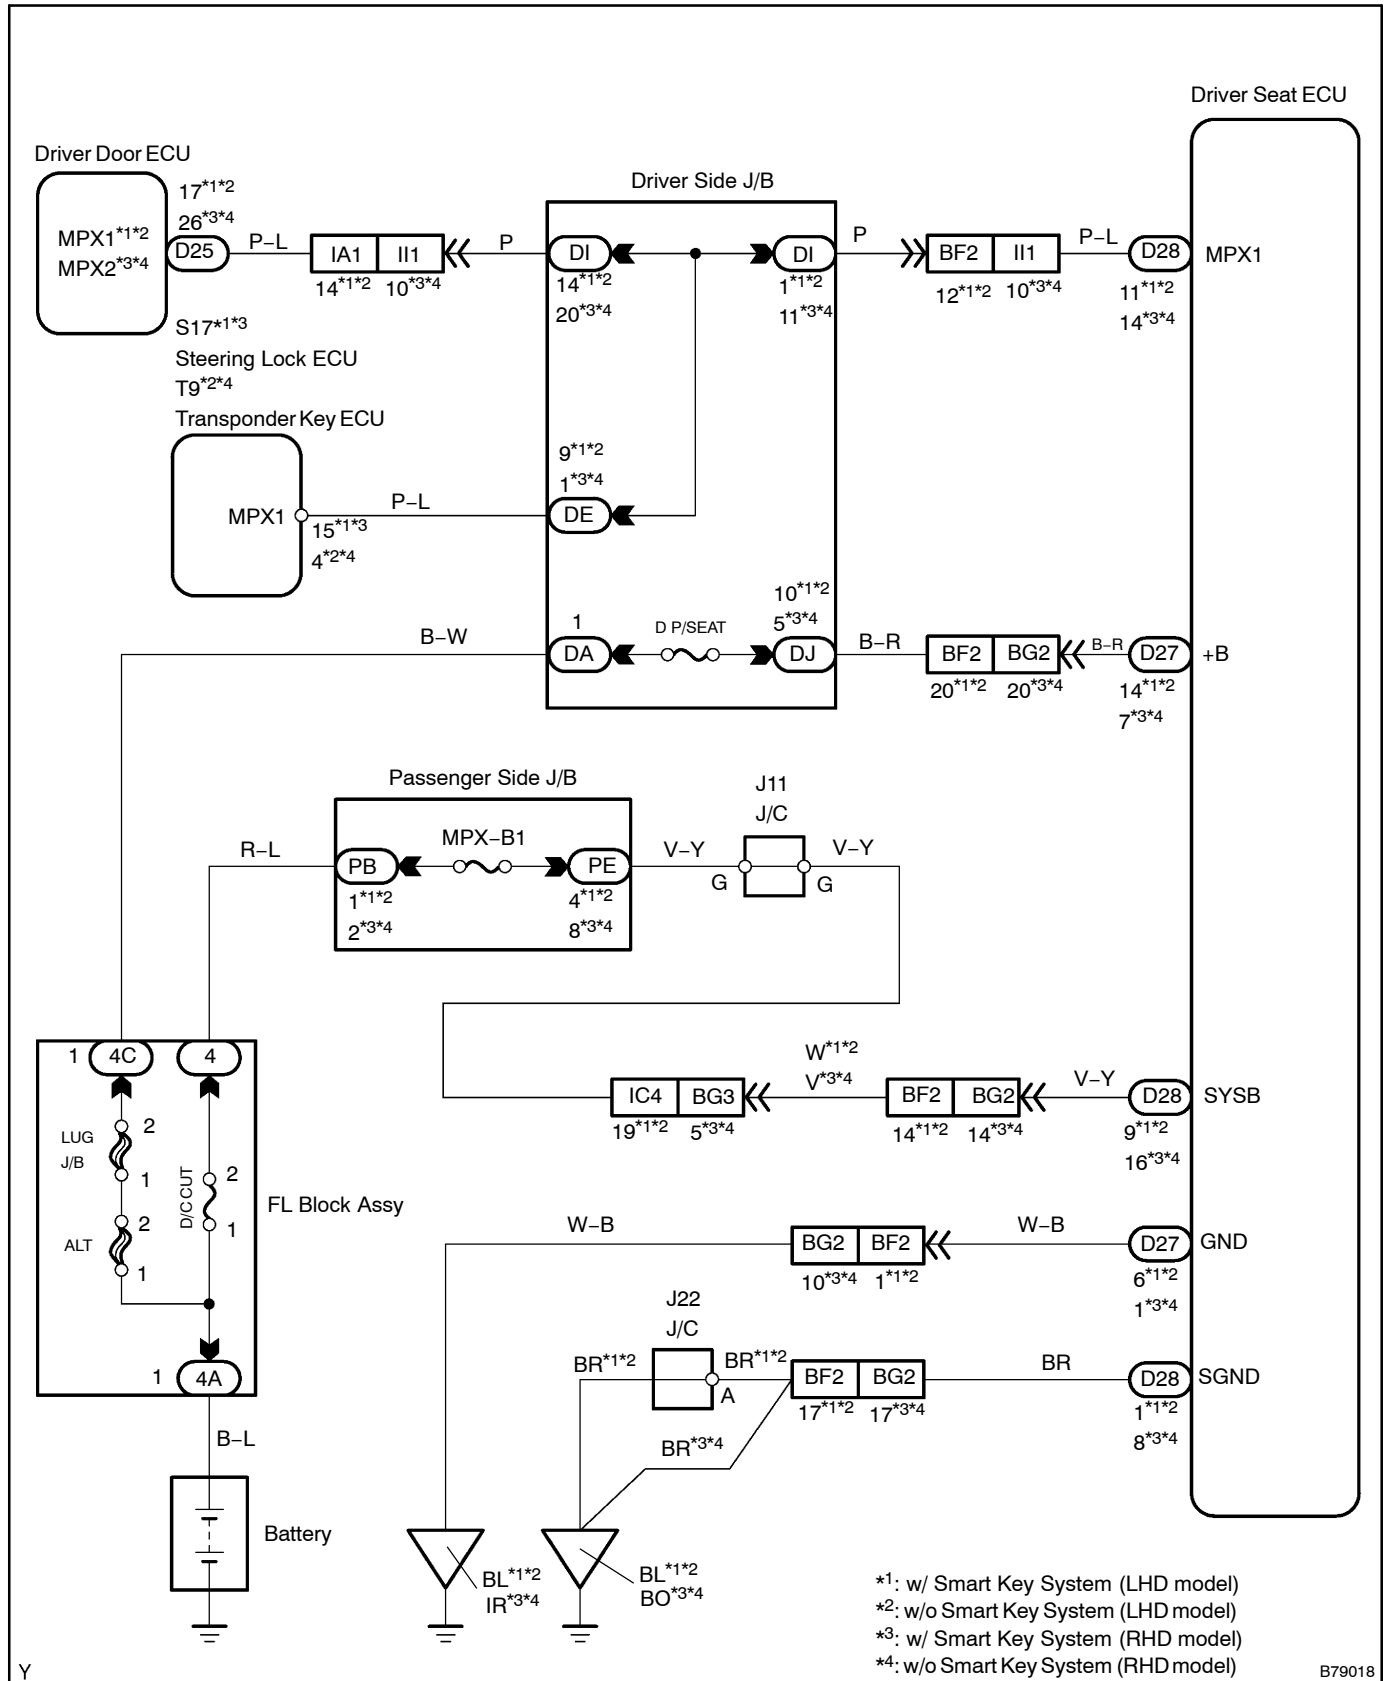 Driver Seat ECU
Driver Door ECU
17*1*2
26*3*4
MPX1*1*2
MPX2*3*4
D25
P–L
IA1
II1
14*1*2
10*3*4
P
Driver Side J/B
DI
14*1*2
20*3*4
DI
1*1*2
11*3*4
P
BF2
II1
12*1*2
10*3*4
P–L
D28
11*1*2
14*3*4
MPX1
S17*1*3
Steering Lock ECU
T9*2*4
Transponder Key ECU
MPX1
15*1*3
4*2*4
P–L
9*1*2
1*3*4
DE
B–W
1
DA
D P/SEAT
10*1*2
5*3*4
DJ
B–R
BF2
BG2
20*1*2
20*3*4
B–R
D27
14*1*2
7*3*4
+B
Passenger Side J/B
R–L
PB
1*1*2
2*3*4
MPX–B1
PE
4*1*2
8*3*4
V–Y
J11
J/C
G
G
V–Y
1
4C
4
LUG
J/B
2
1
ALT
2
1
D/C CUT
2
1
FL Block Assy
1
4A
B–L
Battery
IC4
BG3
19*1*2
5*3*4
W*1*2
V*3*4
BF2
BG2
14*1*2
14*3*4
V–Y
D28
9*1*2
16*3*4
SYSB
W–B
BG2
BF2
10*3*4
1*1*2
W–B
D27
6*1*2
1*3*4
GND
J22
J/C
BR*1*2
BR*1*2
A
BF2
BG2
17*1*2
17*3*4
BR
D28
1*1*2
8*3*4
SGND
BR*3*4
BL*1*2
IR*3*4
BL*1*2
BO*3*4
*1: w/ Smart Key System (LHD model)
*2: w/o Smart Key System (LHD model)
*3: w/ Smart Key System (RHD model)
*4: w/o Smart Key System (RHD model)
Y
B79018